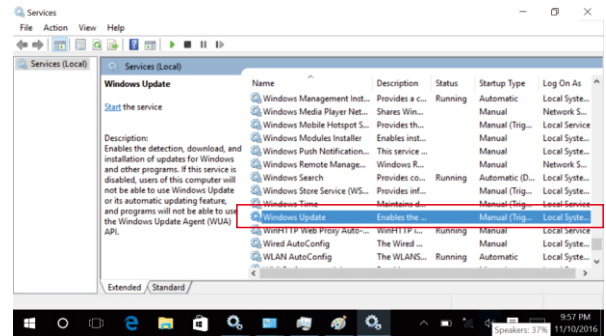 Services
File Action View Help
Services (Local)
Services (Local)
Windows Update
Start the service
Description:
Enables the detection, download, and
installation of updates for Windows
and other programs. If this service is
disabled, users of this computer will
not be able to use Windows Update
or its automatic updating feature,
and programs will not be able to use
the Windows Update Agent (WUA)
API.
Name Description Status Startup Type Log On As
Windows Management Inst... Provides a c... Running Automatic Local Syste...
Windows Media Player Net... Shares Win... Manual Network S...
Windows Mobile Hotspot S... Provides th... Manual (Trig... Local Service
Windows Modules Installer Enables inst... Manual Local Syste...
Windows Push Notification... This service ... Manual Local Syste...
Windows Remote Manage... Windows R... Manual Network S...
Windows Search Provides co... Running Automatic (D... Local Syste...
Windows Store Service (WS... Provides inf... Manual (Trig... Local Syste...
Windows Time Maintains d... Manual (Trig... Local Service
Windows Update Enables the ... Manual (Trig... Local Syste...
WinHTTP Web Proxy Auto-... WinHTTP i... Running Manual Local Service
Wired AutoConfig The Wired ... Manual Local Syste...
WLAN AutoConfig The WLANS... Running Automatic Local Syste...
Extended Standard
9:57 PM
Speakers: 37% 11/10/2016